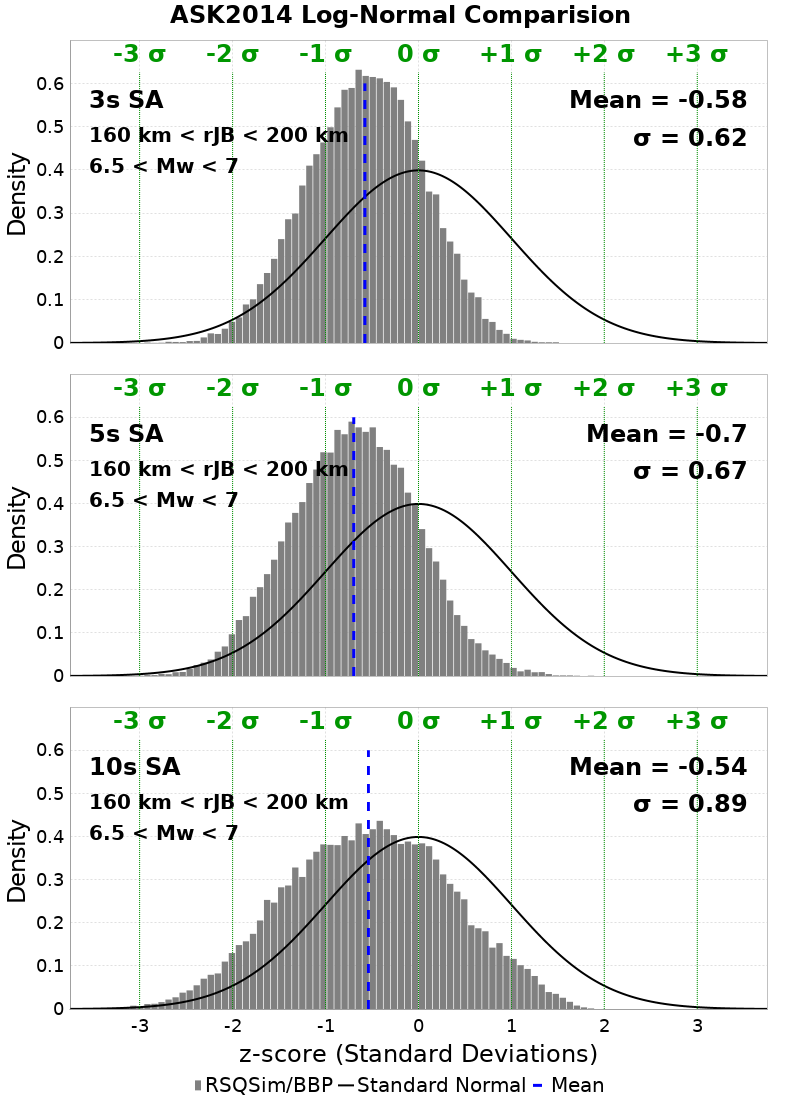 ASK2014 Log-Normal Comparision
-3 σ -2 σ -1 σ 0 σ +1 σ +2 σ +3 σ
3s SA
160 km < rJB < 200 km
6.5 < Mw < 7
Mean = -0.58
σ = 0.62
Density
0.6
0.5
0.4
0.3
0.2
0.1
0
-3 σ -2 σ -1 σ 0 σ +1 σ +2 σ +3 σ
5s SA
160 km < rJB < 200 km
6.5 < Mw < 7
Mean = -0.7
σ = 0.67
Density
0.6
0.5
0.4
0.3
0.2
0.1
0
-3 σ -2 σ -1 σ 0 σ +1 σ +2 σ +3 σ
10s SA
160 km < rJB < 200 km
6.5 < Mw < 7
Mean = -0.54
σ = 0.89
Density
0.6
0.5
0.4
0.3
0.2
0.1
0
-3 -2 -1 0 1 2 3
z-score (Standard Deviations)
RSQSim/BBP Standard Normal Mean